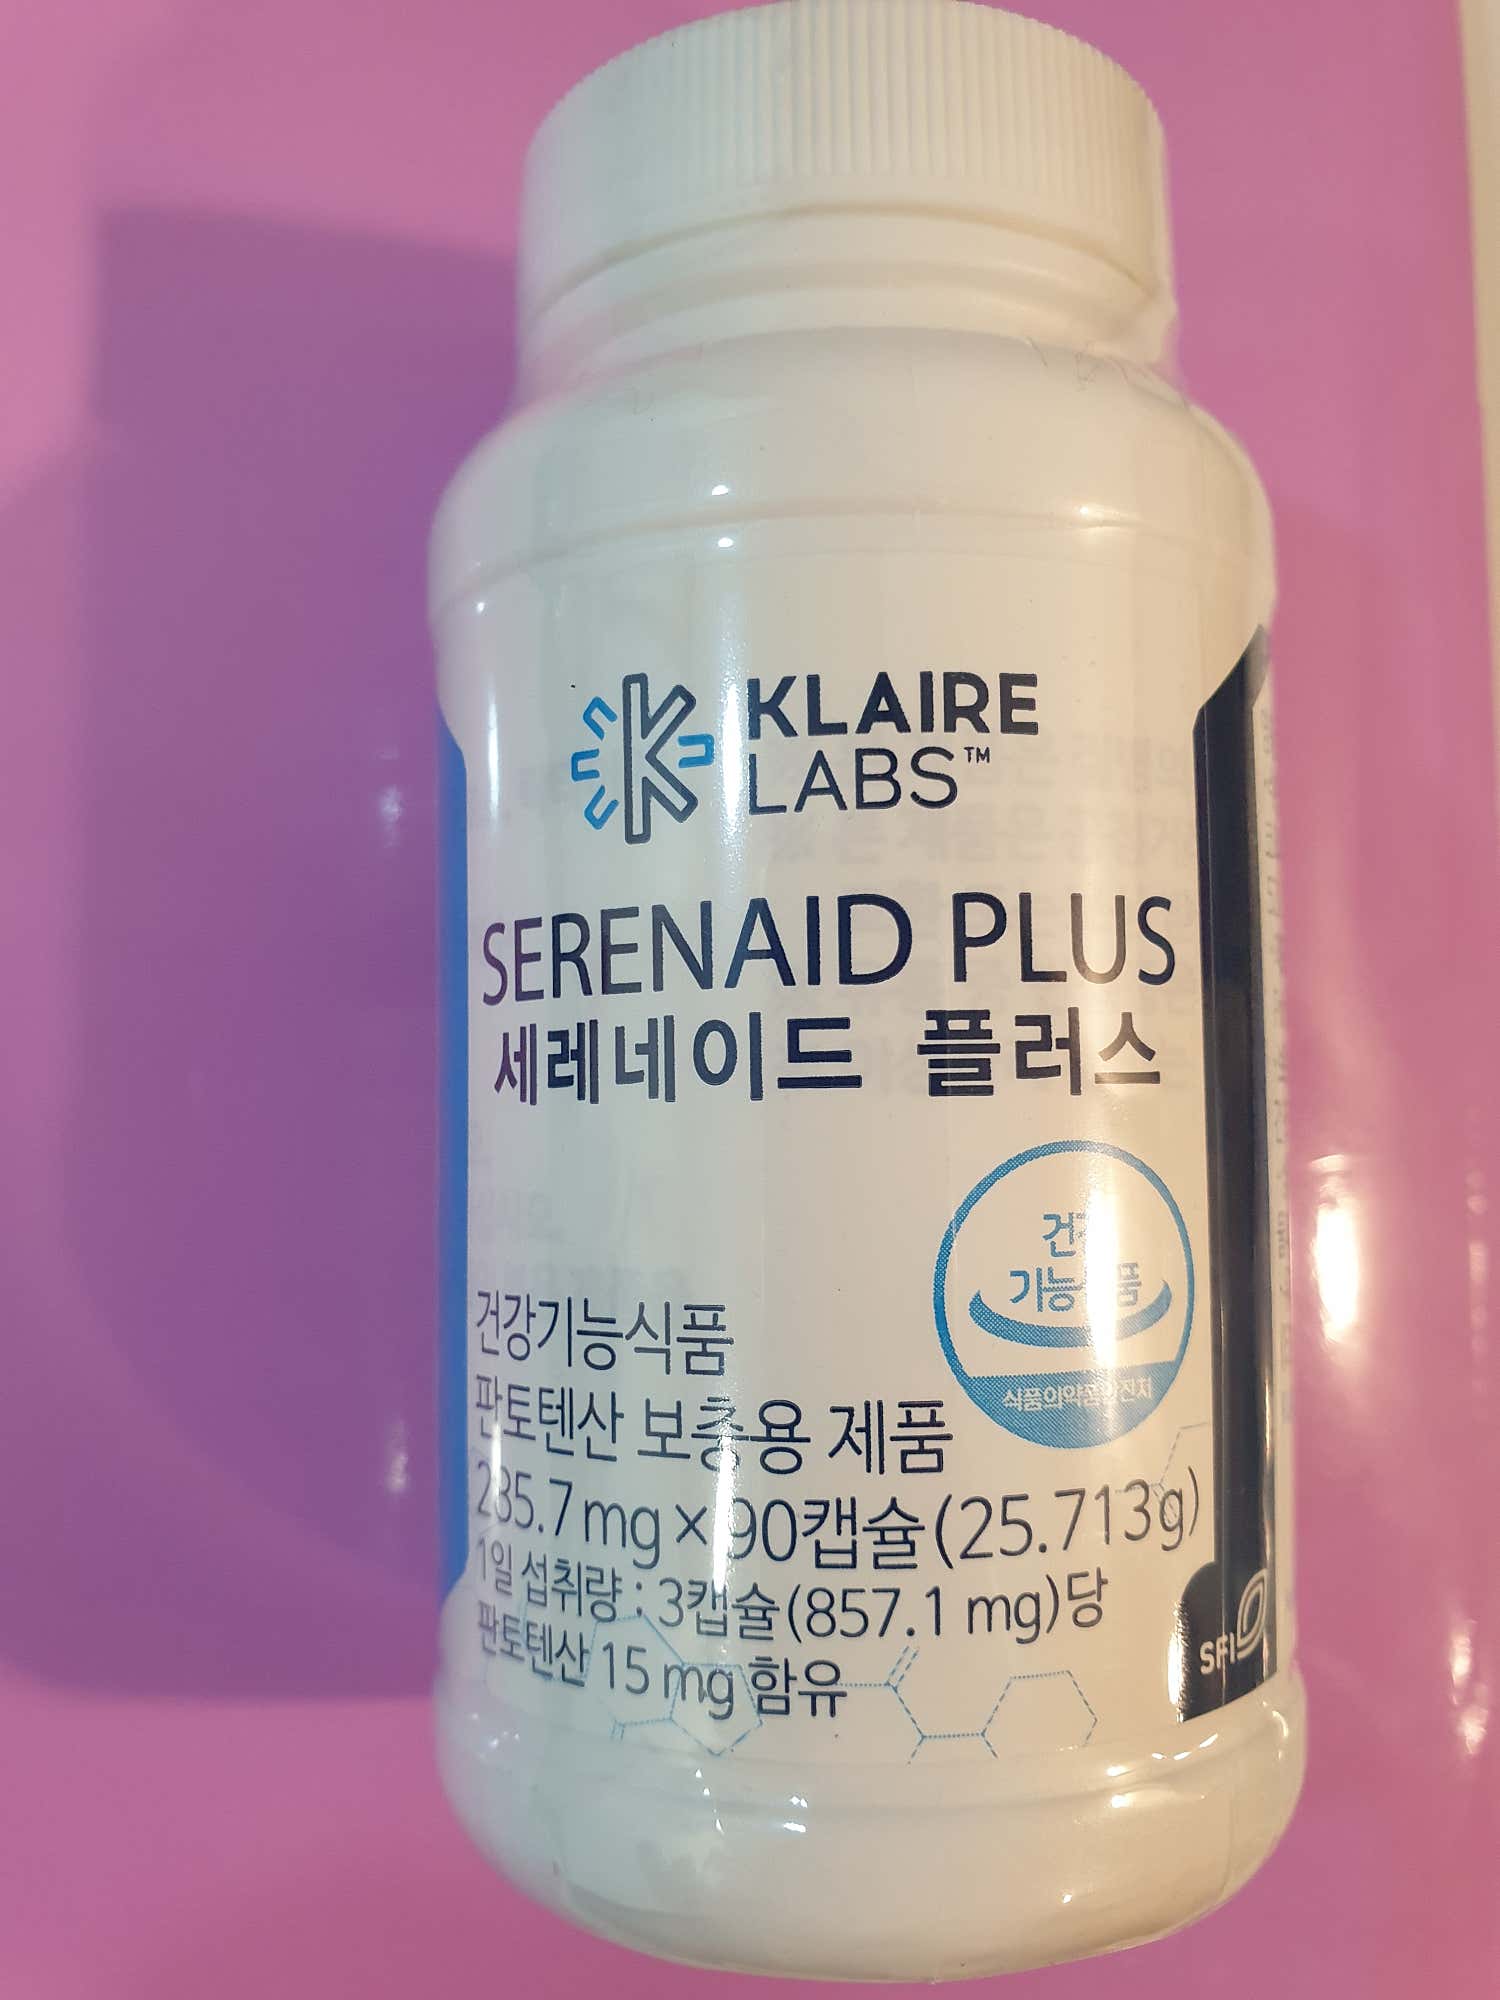 KLAIRE
LABS™
SERENAID PLUS
세레네이드 플러스
기능
건강기능식품
판토텐산 보충용 제품
285.7 mg × 90캡슐(25.713g)
1일 섭취량 : 3캡슐(857.1 mg)당
판토텐산 15 mg 함유
SFI